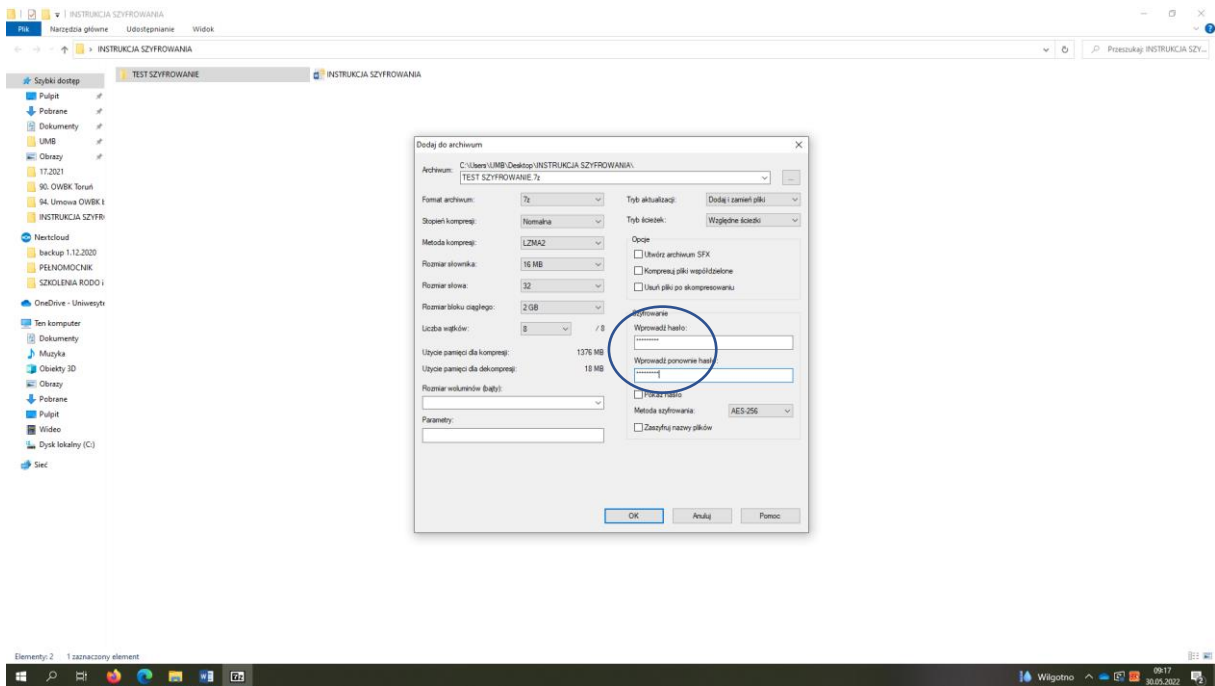 INSTRUKCJA SZYFROWANIA
Plik Narzędzia główne Udostępnianie Widok
INSTRUKCJA SZYFROWANIA
Przeszukaj: INSTRUKCJA SZY...
Szybki dostęp
Pulpit
Pobrane
Dokumenty
UMB
Obrazy
17.2021
90. OWBK Toruń
94. Umowa OWBK
INSTRUKCJA SZYFR
Nextcloud
backup 1.12.2020
PEŁNOMOCNIK
SZKOLENIA RODO i
OneDrive - Uniwesyte
Ten komputer
Dokumenty
Muzyka
Obiekty 3D
Obrazy
Pobrane
Pulpit
Wideo
Dysk lokalny (C:)
Sieć
TEST SZYFROWANIE INSTRUKCJA SZYFROWANIA
Dodaj do archiwum
Archiwum: C:\Users\UMB\Desktop\INSTRUKCJA SZYFROWANIA\
TEST SZYFROWANIE.7z
...
Format archiwum: 7z
Stopień kompresji: Normalna
Metoda kompresji: LZMA2
Rozmiar słownika: 16 MB
Rozmiar słowa: 32
Rozmiar bloku ciągłego: 2 GB
Liczba wątków: 8 / 8
Użycie pamięci dla kompresji: 1376 MB
Użycie pamięci dla dekompresji: 18 MB
Rozmiar woluminów (bajty):
Parametry:
Tryb aktualizacji: Dodaj i zamień pliki
Tryb ścieżek: Względne ścieżki
Opcje
Utwórz archiwum SFX
Kompresuj pliki współdzielone
Usuń pliki po skompresowaniu
Szyfrowanie
Wprowadź hasło:
*********
Wprowadź ponownie hasło:
*********
Pokaż hasło
Metoda szyfrowania: AES-256
Zaszyfruj nazwy plików
OK Anuluj Pomoc
Elementy: 2 1 zaznaczony element
Wilgotno
09:17
30.05.2022